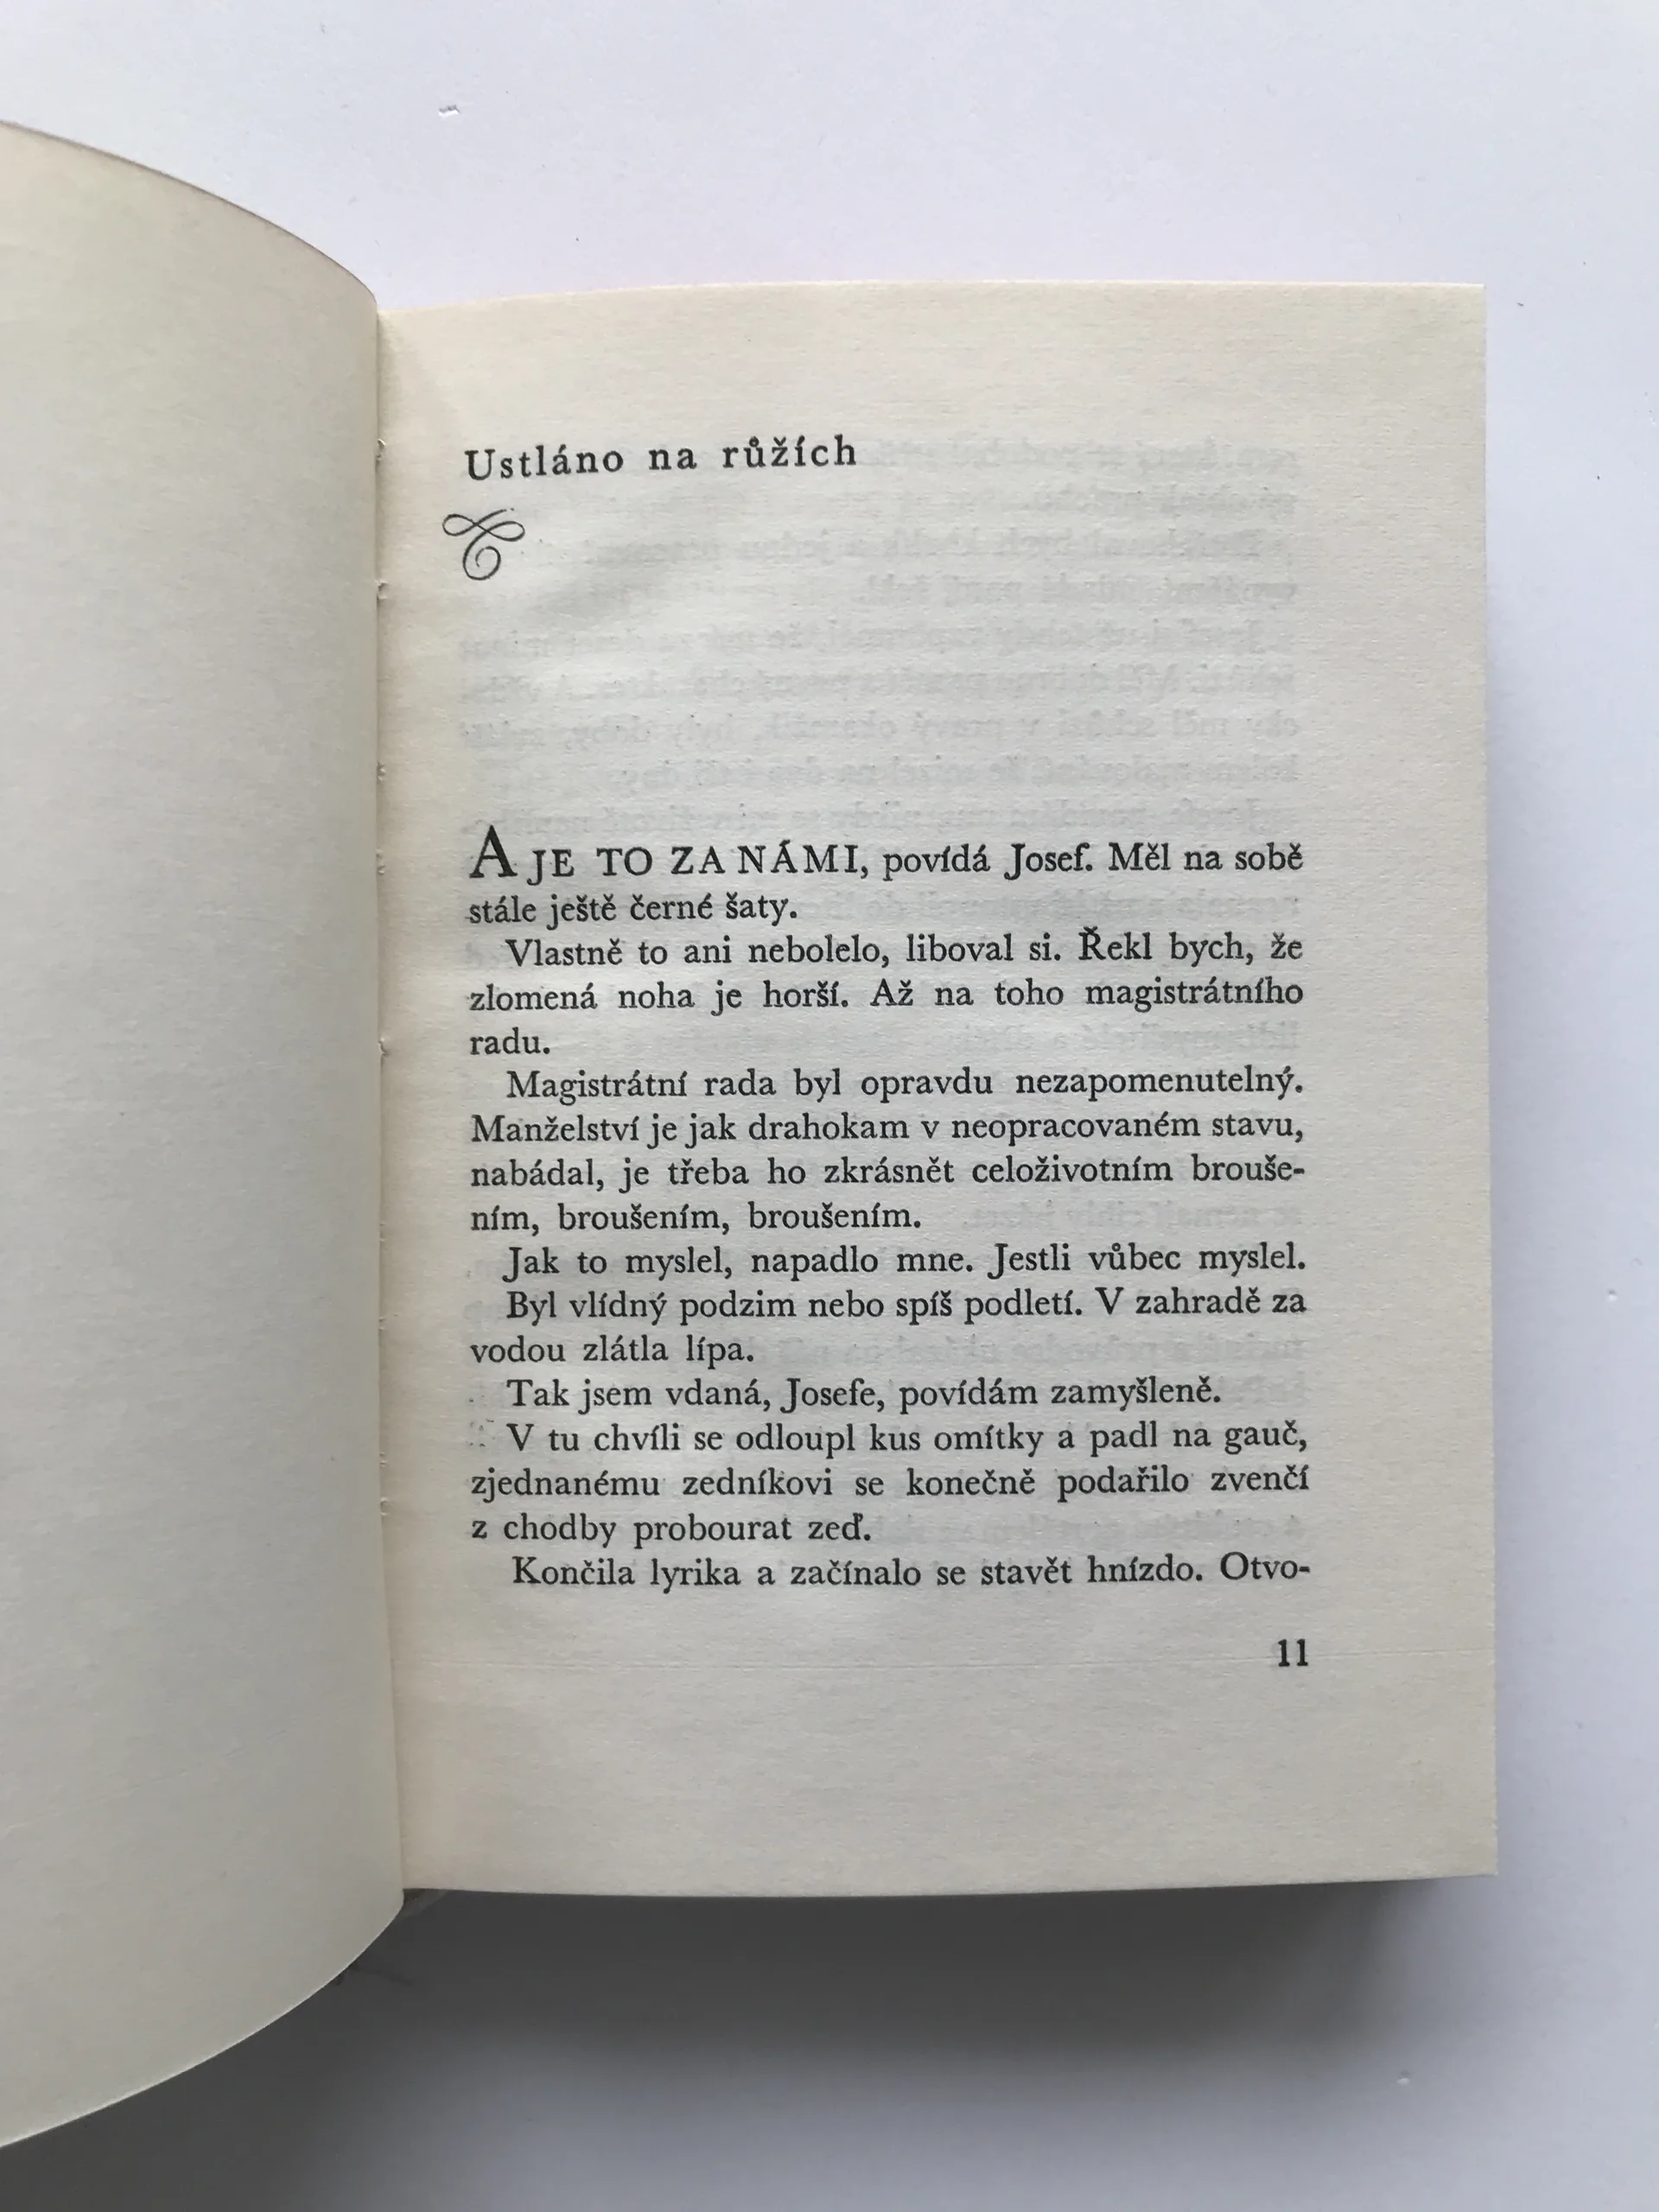 Ustláno na růžích
A JE TO ZA NÁMI, povídá Josef. Měl na sobě
stále ještě černé šaty.
Vlastně to ani nebolelo, liboval si. Řekl bych, že
zlomená noha je horší. Až na toho magistrátního
radu.
Magistrátní rada byl opravdu nezapomenutelný.
Manželství je jak drahokam v neopracovaném stavu,
nabádal, je třeba ho zkrásnět celoživotním brouše-
ním, broušením, broušením.
Jak to myslel, napadlo mne. Jestli vůbec myslel.
Byl vlídný podzim nebo spíš podletí. V zahradě za
vodou zlátla lípa.
Tak jsem vdaná, Josefe, povídám zamyšleně.
V tu chvíli se odloupl kus omítky a padl na gauč,
zjednanému zedníkovi se konečně podařilo zvenčí
z chodby probourat zeď.
Končila lyrika a začínalo se stavět hnízdo. Otvo-
11